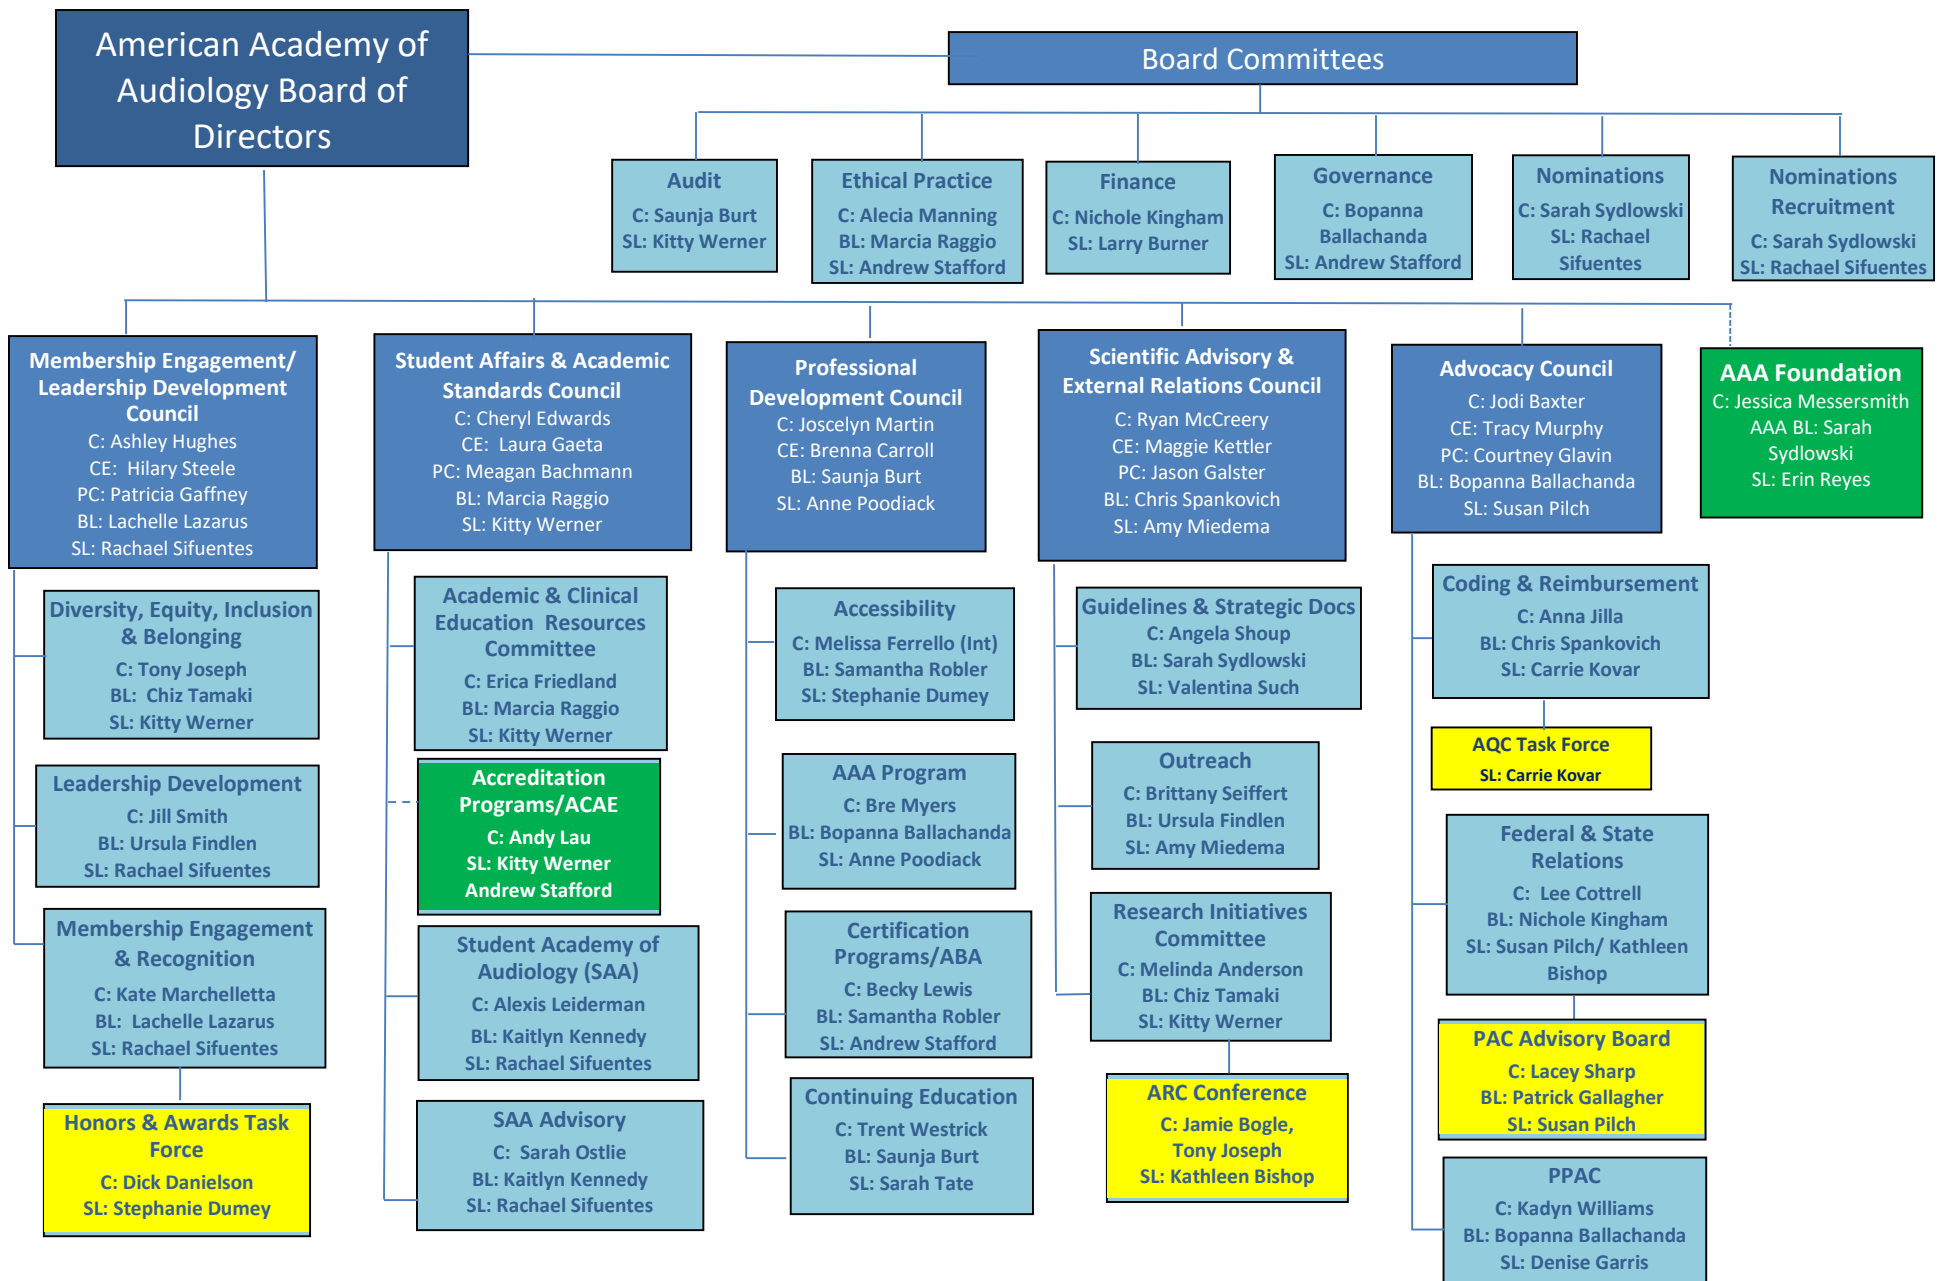 American Academy of
Audiology Board of
Directors
Board Committees
Audit
C: Saunja Burt
SL: Kitty Werner
Ethical Practice
C: Alecia Manning
BL: Marcia Raggio
SL: Andrew Stafford
Finance
C: Nichole Kingham
SL: Larry Burner
Governance
C: Bopanna
Ballachanda
SL: Andrew Stafford
Nominations
C: Sarah Sydlowski
SL: Rachael
Sifuentes
Nominations
Recruitment
C: Sarah Sydlowski
SL: Rachael Sifuentes
Membership Engagement/
Leadership Development
Council
C: Ashley Hughes
CE: Hilary Steele
PC: Patricia Gaffney
BL: Lachelle Lazarus
SL: Rachael Sifuentes
Diversity, Equity, Inclusion
& Belonging
C: Tony Joseph
BL: Chiz Tamaki
SL: Kitty Werner
Leadership Development
C: Jill Smith
BL: Ursula Findlen
SL: Rachael Sifuentes
Membership Engagement
& Recognition
C: Kate Marchelletta
BL: Lachelle Lazarus
SL: Rachael Sifuentes
Honors & Awards Task
Force
C: Dick Danielson
SL: Stephanie Dumey
Student Affairs & Academic
Standards Council
C: Cheryl Edwards
CE: Laura Gaeta
PC: Meagan Bachmann
BL: Marcia Raggio
SL: Kitty Werner
Academic & Clinical
Education Resources
Committee
C: Erica Friedland
BL: Marcia Raggio
SL: Kitty Werner
Accreditation
Programs/ACAE
C: Andy Lau
SL: Kitty Werner
Andrew Stafford
Student Academy of
Audiology (SAA)
C: Alexis Leiderman
BL: Kaitlyn Kennedy
SL: Rachael Sifuentes
SAA Advisory
C: Sarah Ostlie
BL: Kaitlyn Kennedy
SL: Rachael Sifuentes
Professional
Development Council
C: Joscelyn Martin
CE: Brenna Carroll
BL: Saunja Burt
SL: Anne Poodiack
Accessibility
C: Melissa Ferrello (Int)
BL: Samantha Robler
SL: Stephanie Dumey
AAA Program
C: Bre Myers
BL: Bopanna Ballachanda
SL: Anne Poodiack
Certification
Programs/ABA
C: Becky Lewis
BL: Samantha Robler
SL: Andrew Stafford
Continuing Education
C: Trent Westrick
BL: Saunja Burt
SL: Sarah Tate
Scientific Advisory &
External Relations Council
C: Ryan McCreery
CE: Maggie Kettler
PC: Jason Galster
BL: Chris Spankovich
SL: Amy Miedema
Guidelines & Strategic Docs
C: Angela Shoup
BL: Sarah Sydlowski
SL: Valentina Such
Outreach
C: Brittany Seiffert
BL: Ursula Findlen
SL: Amy Miedema
Research Initiatives
Committee
C: Melinda Anderson
BL: Chiz Tamaki
SL: Kitty Werner
ARC Conference
C: Jamie Bogle,
Tony Joseph
SL: Kathleen Bishop
Advocacy Council
C: Jodi Baxter
CE: Tracy Murphy
PC: Courtney Glavin
BL: Bopanna Ballachanda
SL: Susan Pilch
Coding & Reimbursement
C: Anna Jilla
BL: Chris Spankovich
SL: Carrie Kovar
AQC Task Force
SL: Carrie Kovar
Federal & State
Relations
C: Lee Cottrell
BL: Nichole Kingham
SL: Susan Pilch/ Kathleen
Bishop
PAC Advisory Board
C: Lacey Sharp
BL: Patrick Gallagher
SL: Susan Pilch
PPAC
C: Kadyn Williams
BL: Bopanna Ballachanda
SL: Denise Garris
AAA Foundation
C: Jessica Messersmith
AAA BL: Sarah
Sydlowski
SL: Erin Reyes